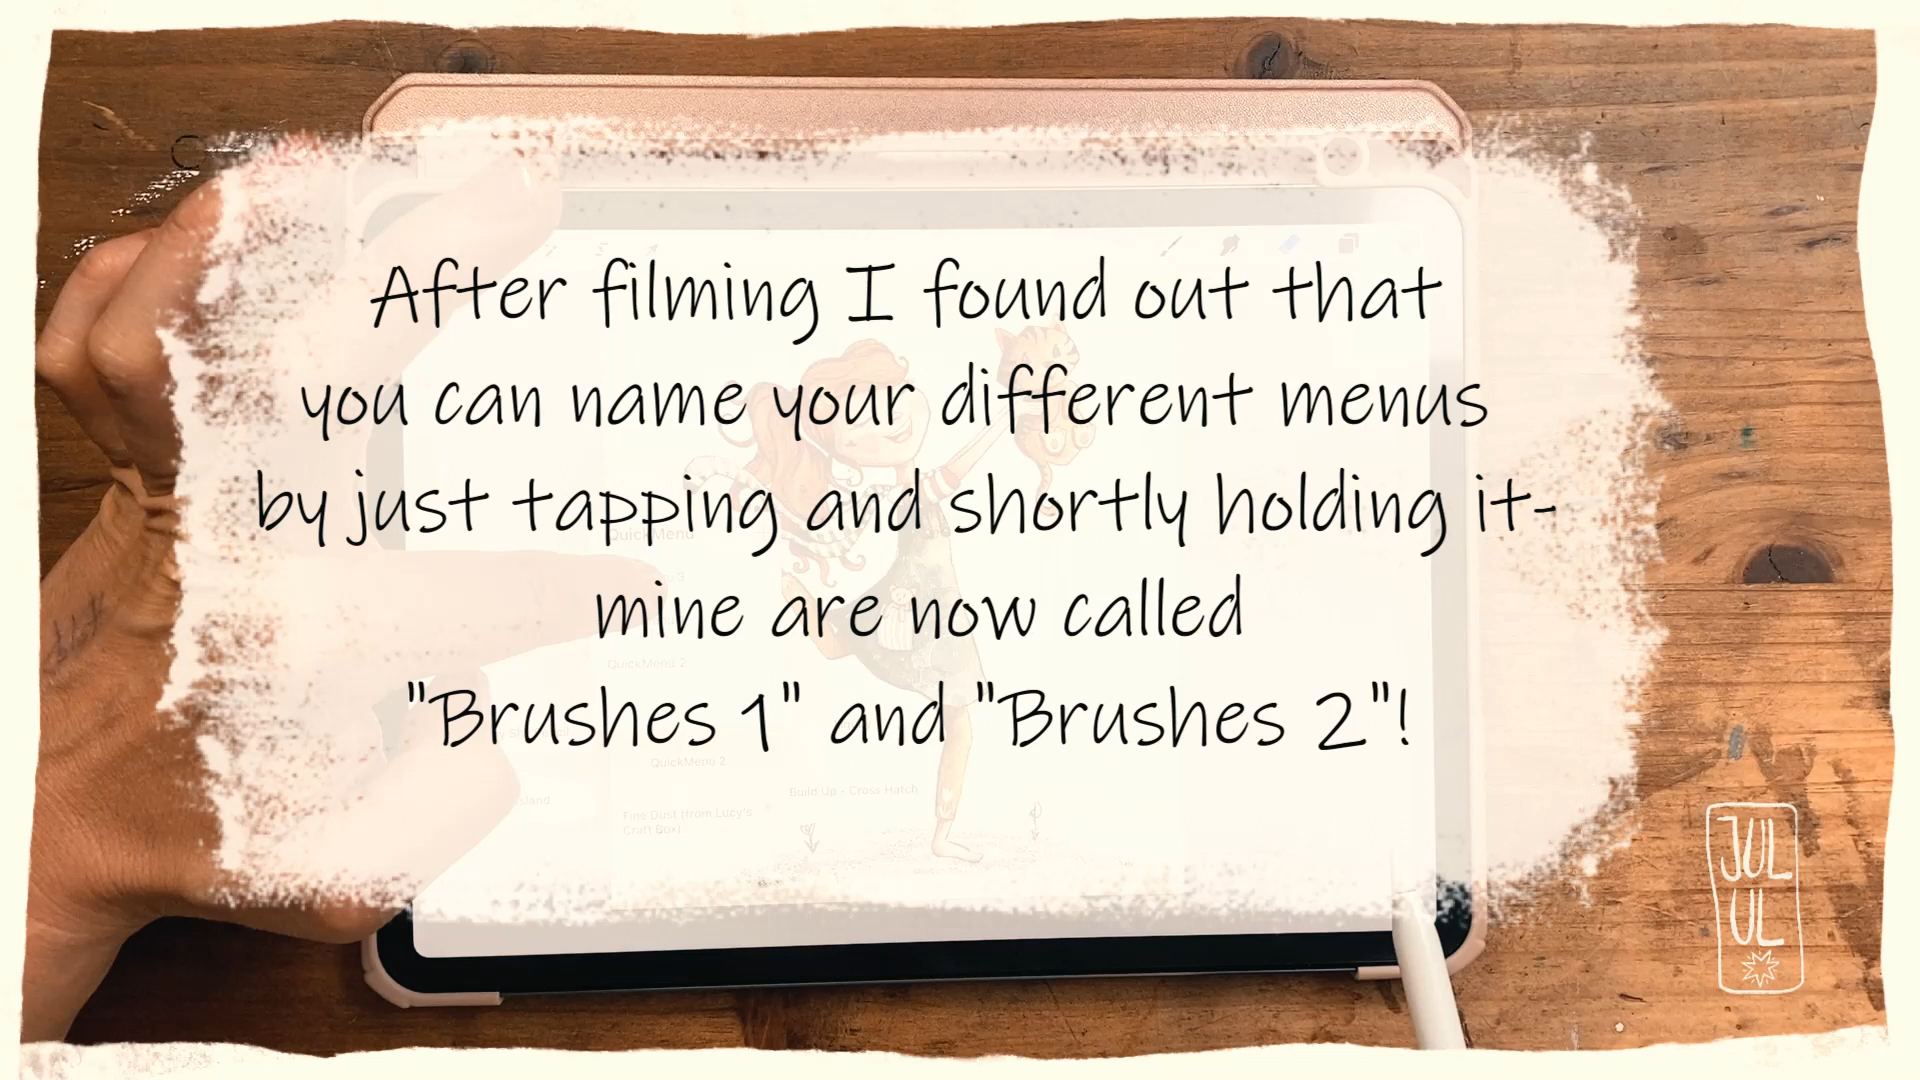 After filming I found out that
you can name your different menus
by just tapping and shortly holding it-
mine are now called
"Brushes 1" and "Brushes 2"!
QuickMenu
3
QuickMenu 2
QuickMenu 2
Build Up - Cross Hatch
Fine Dust (from Lucy's
Craft Box)
JUL
UL